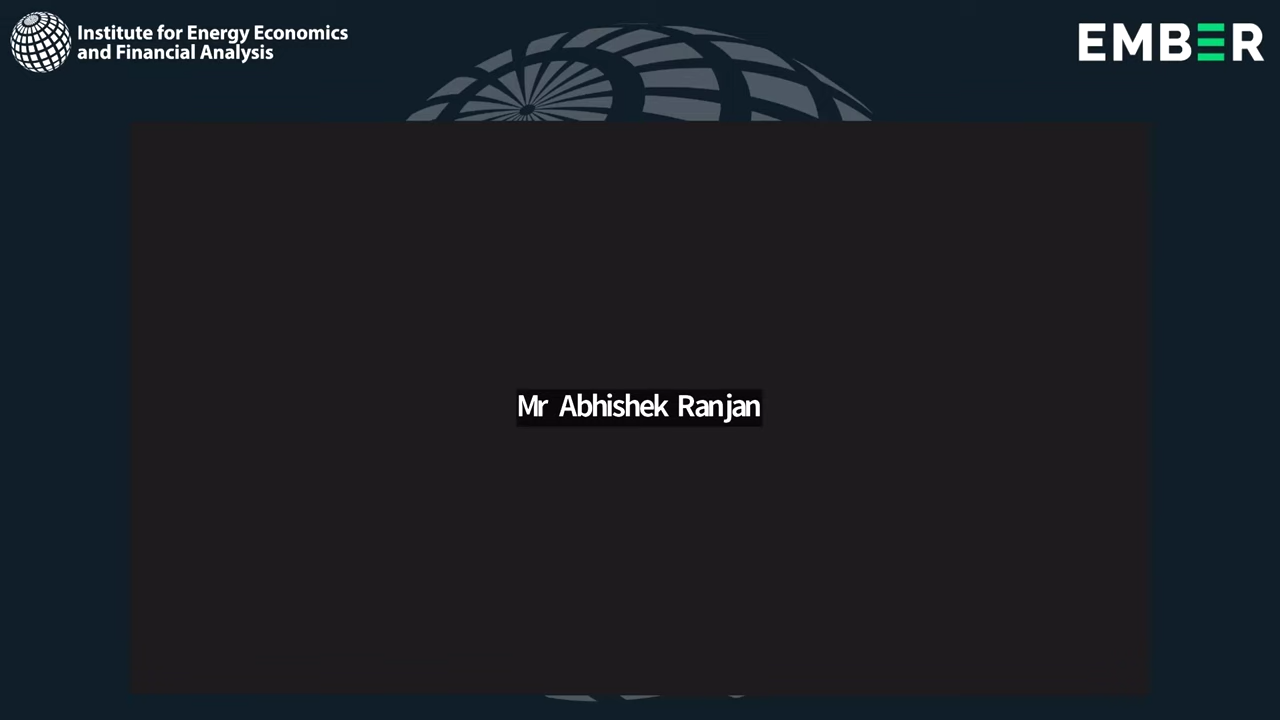 Institute for Energy Economics
and Financial Analysis
EMBER
Mr Abhishek Ranjan